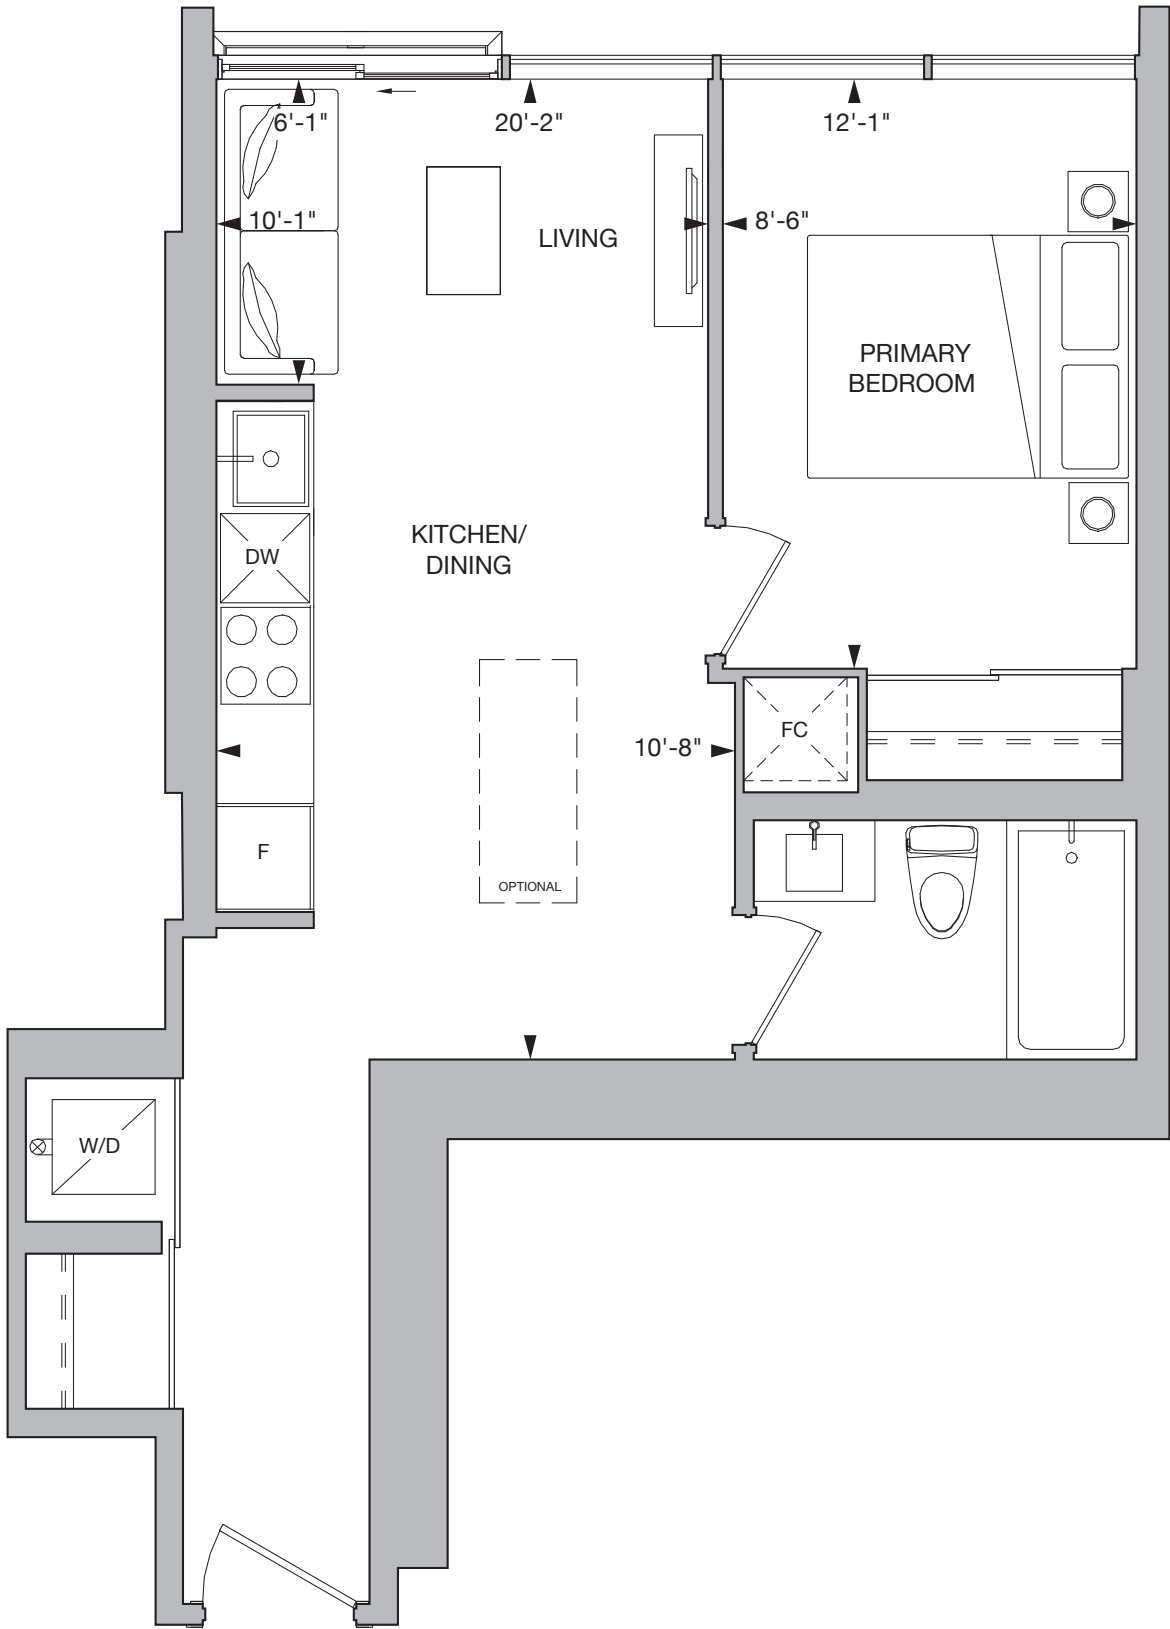 6'-1"
20'-2"
12'-1"
10'-1"
8'-6"
LIVING
PRIMARY
BEDROOM
KITCHEN/
DINING
DW
FC
10'-8"
F
OPTIONAL
W/D